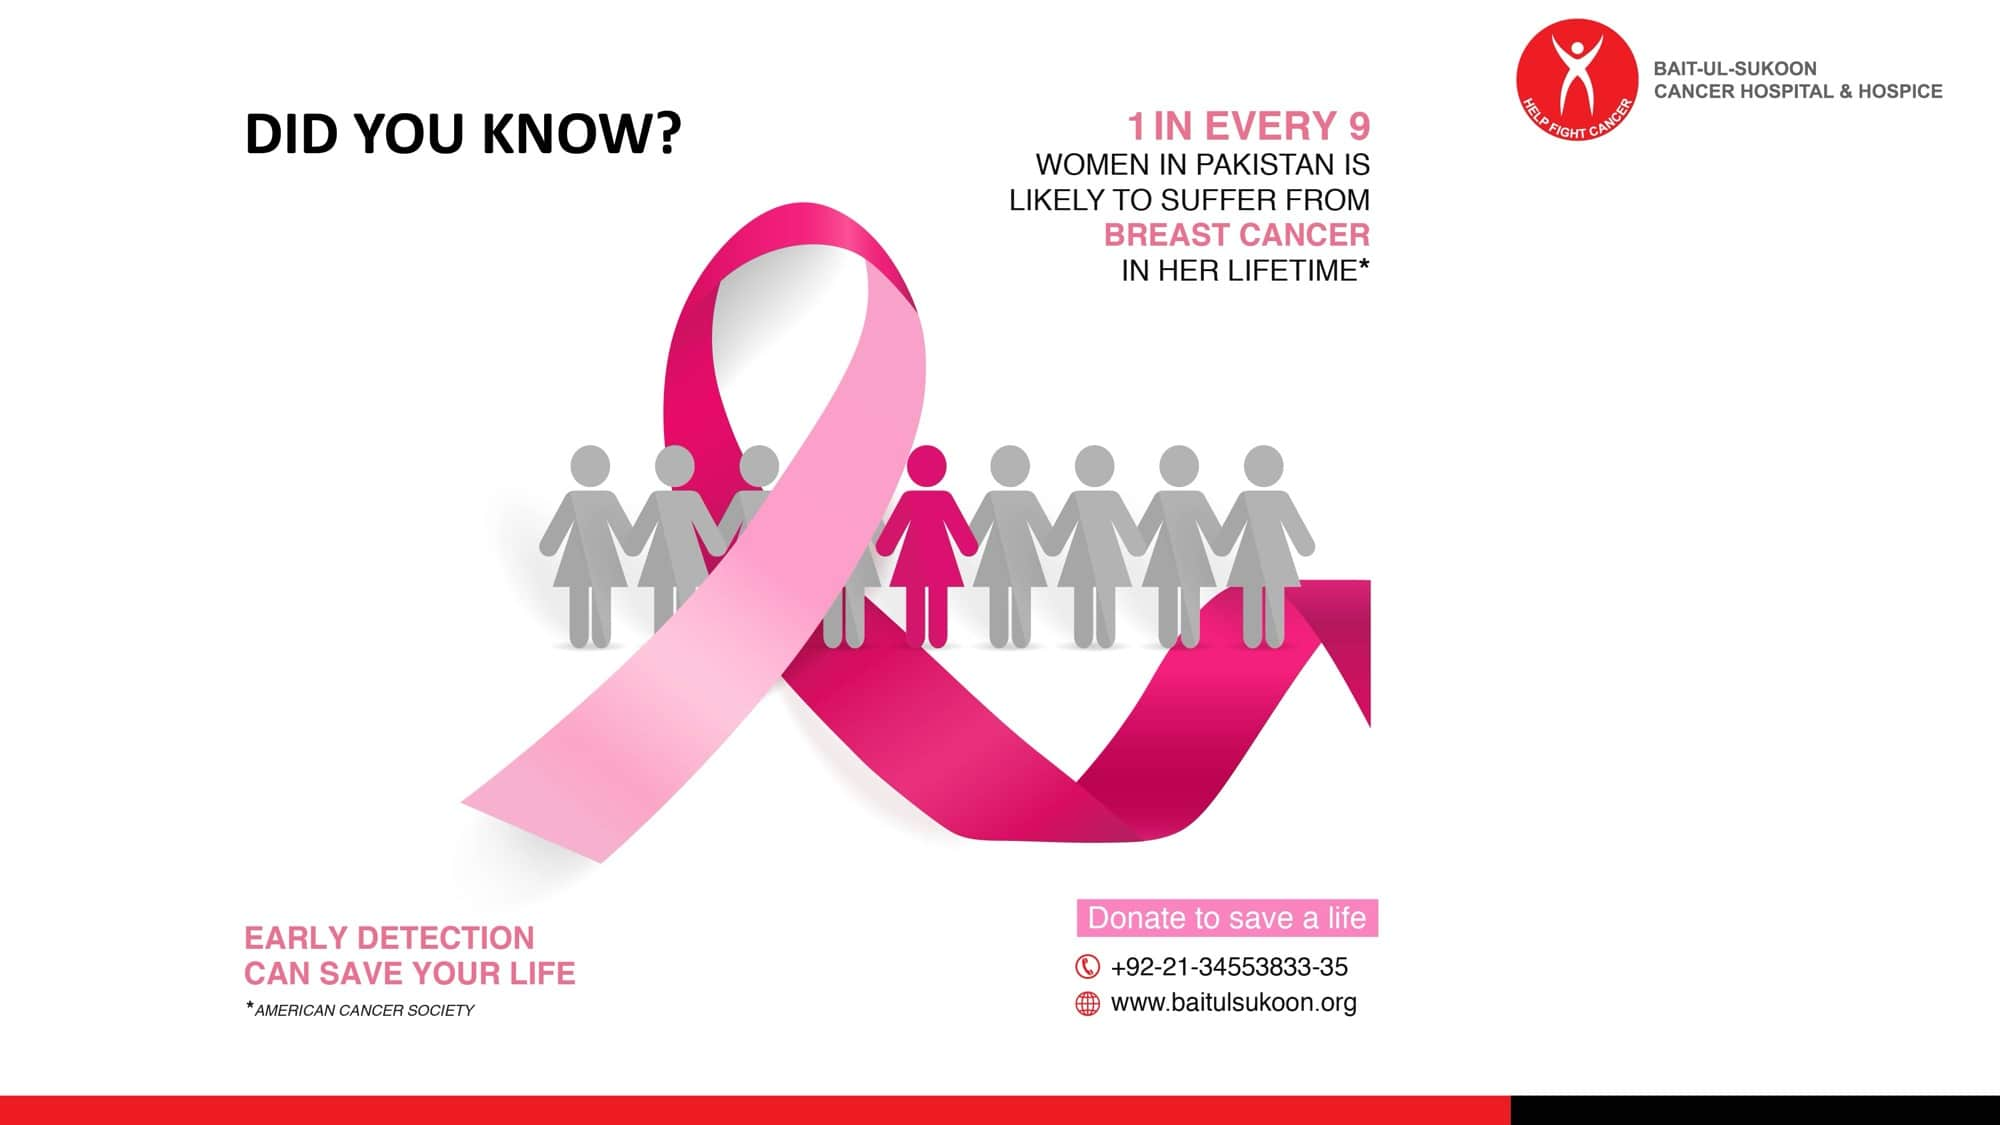 DID YOU KNOW?
1 IN EVERY 9
WOMEN IN PAKISTAN IS
LIKELY TO SUFFER FROM
BREAST CANCER
IN HER LIFETIME*
HELP FIGHT CANCER
BAIT-UL-SUKOON
CANCER HOSPITAL & HOSPICE
EARLY DETECTION
CAN SAVE YOUR LIFE
*AMERICAN CANCER SOCIETY
Donate to save a life
+92-21-34553833-35
www.baitulsukoon.org